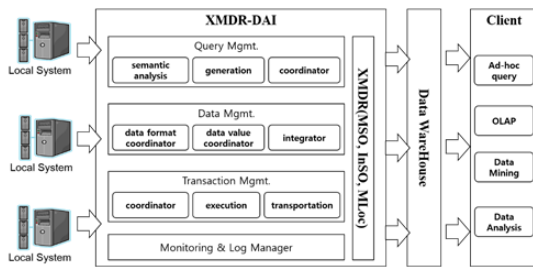 XMDR-DAI
Client
Query Mgmt.
semantic
analysis
generation
coordinator
Local System
Ad-hoc
query
Data Mgmt.
data format
coordinator
data value
coordinator
integrator
Local System
XMDR(MSO, InSO, MLoc)
Data WareHouse
OLAP
Data
Mining
Transaction Mgmt.
coordinator
execution
transportation
Data
Analysis
Monitoring & Log Manager
Local System